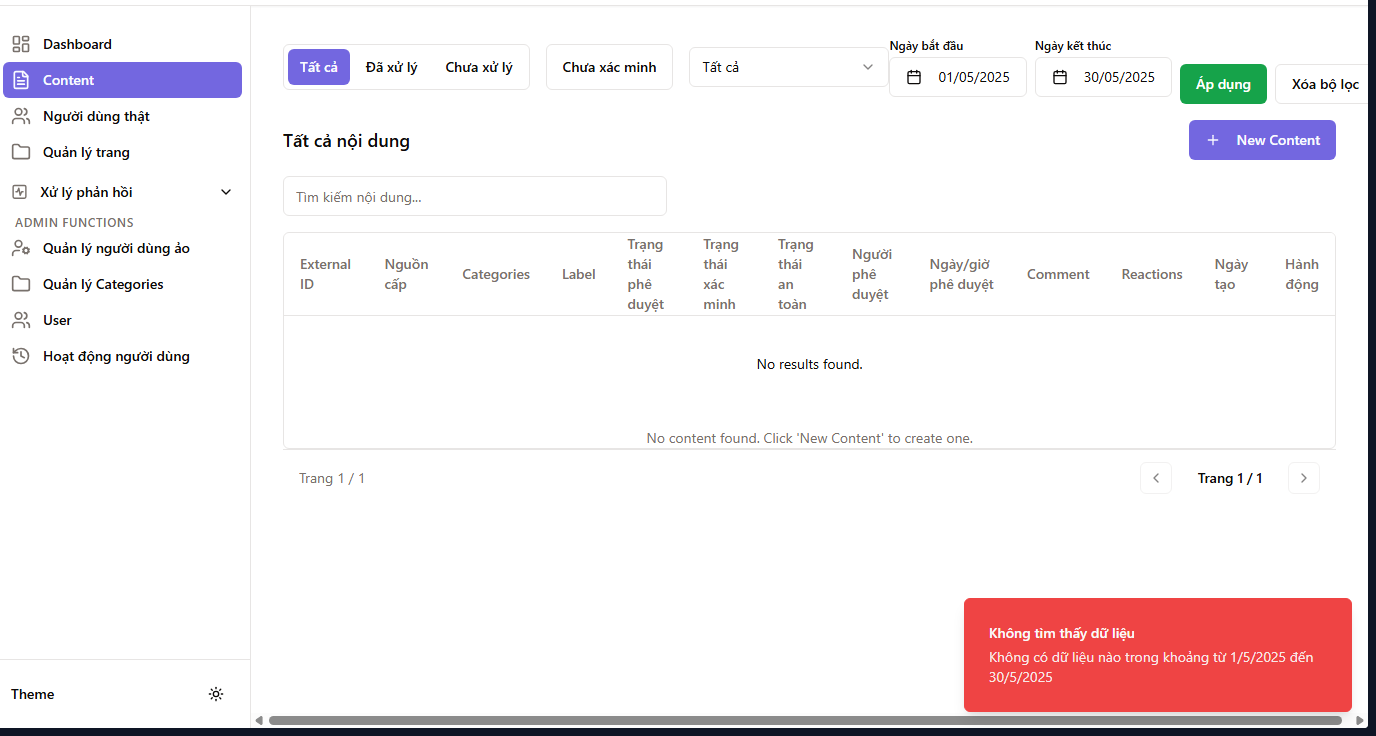 Dashboard
Content
Người dùng thật
Quản lý trang
Xử lý phản hồi
ADMIN FUNCTIONS
Quản lý người dùng ảo
Quản lý Categories
User
Hoạt động người dùng
Theme
Tất cả
Đã xử lý
Chưa xử lý
Chưa xác minh
Tất cả
Ngày bắt đầu
01/05/2025
Ngày kết thúc
30/05/2025
Áp dụng
Xóa bộ lọc
Tất cả nội dung
New Content
Tìm kiếm nội dung...
External
ID
Nguồn
cấp
Categories
Label
Trạng
thái
phê
duyệt
Trạng
thái
xác
minh
Trạng
thái
an
toàn
Người
phê
duyệt
Ngày/giờ
phê duyệt
Comment
Reactions
Ngày
tạo
Hành
động
No results found.
No content found. Click 'New Content' to create one.
Trang 1 / 1
Trang 1 / 1
Không tìm thấy dữ liệu
Không có dữ liệu nào trong khoảng từ 1/5/2025 đến
30/5/2025